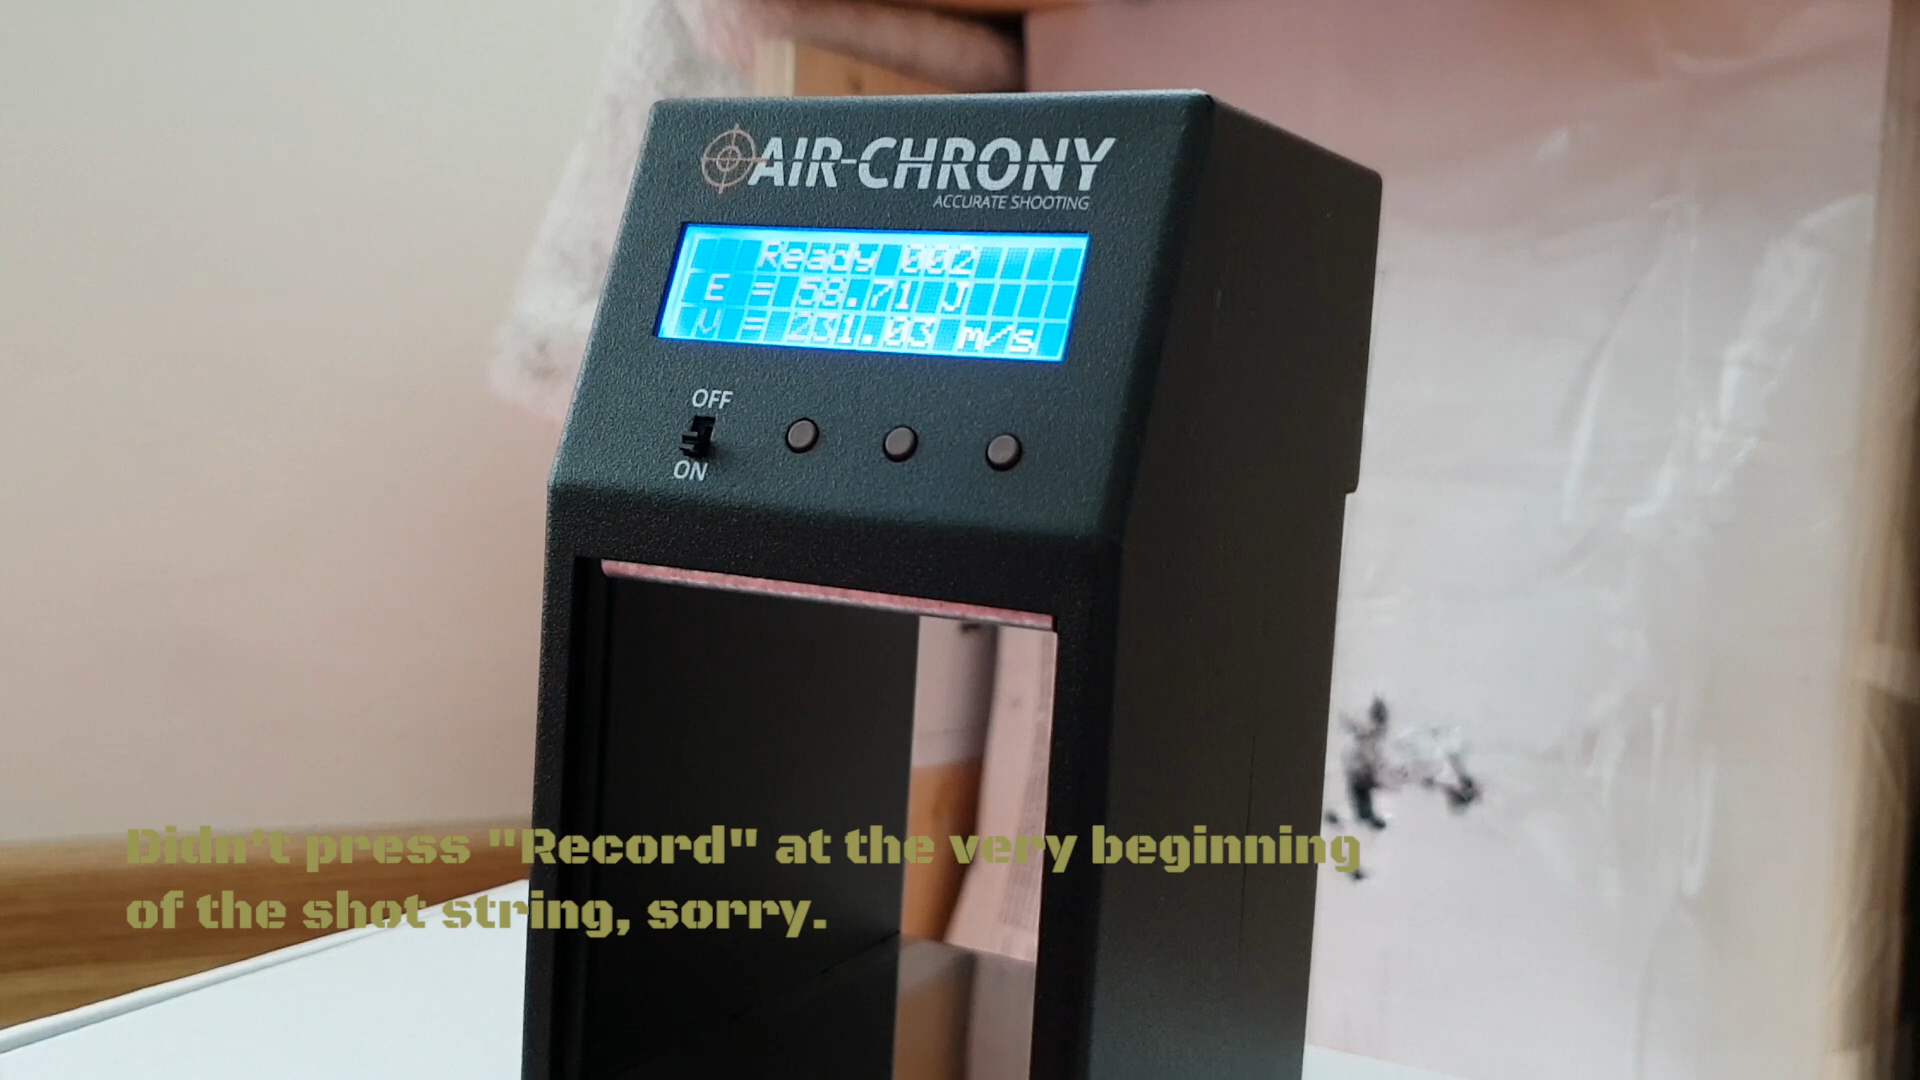 AIR-CHRONY
ACCURATE SHOOTING
Ready 002
E = 58.71 J
V = 231.03 m/s
OFF
ON
Didn't press "Record" at the very beginning
of the shot string, sorry.